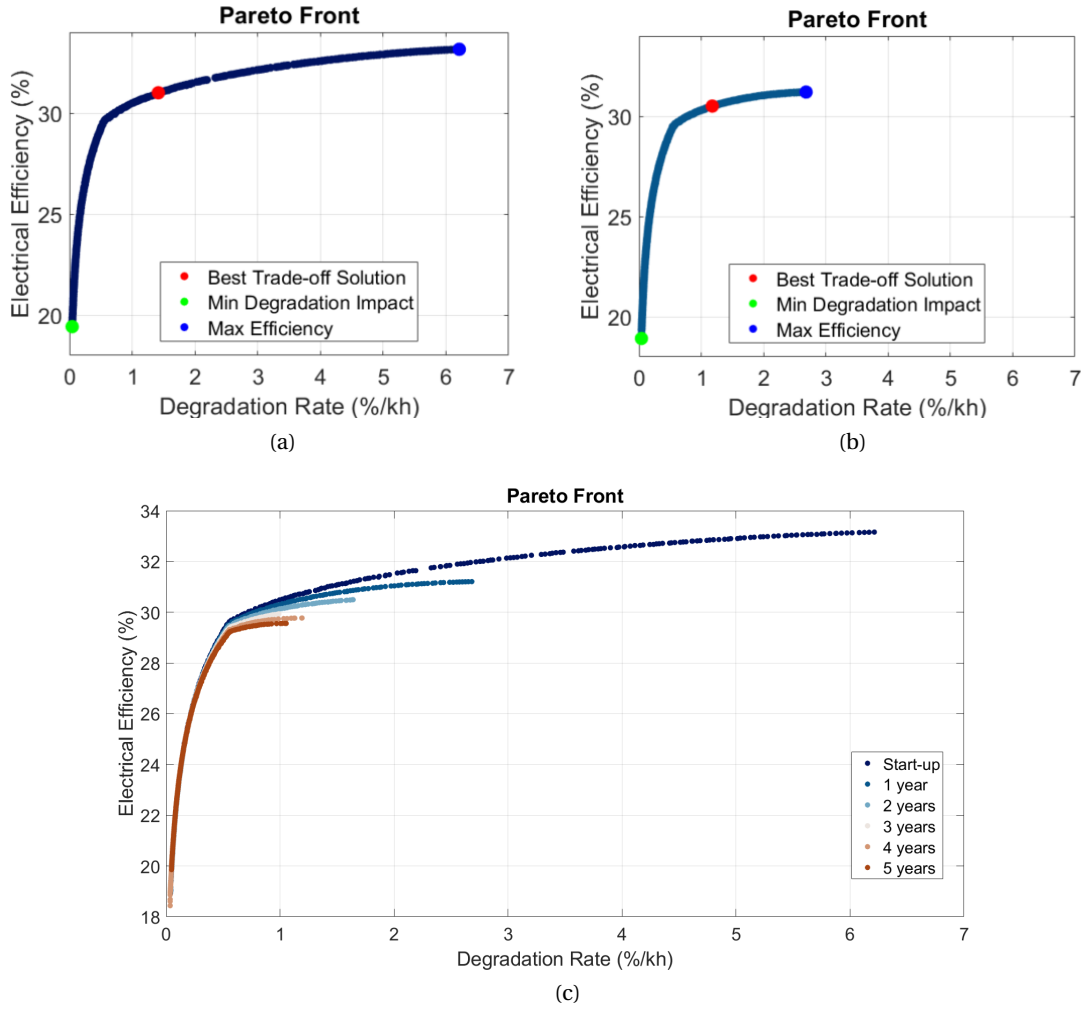 Pareto Front
Electrical Efficiency (%)
30
25
20
Best Trade-off Solution
Min Degradation Impact
Max Efficiency
0 1 2 3 4 5 6 7
Degradation Rate (%/kh)
(a)
Pareto Front
Electrical Efficiency (%)
30
25
20
Best Trade-off Solution
Min Degradation Impact
Max Efficiency
0 1 2 3 4 5 6 7
Degradation Rate (%/kh)
(b)
Pareto Front
Electrical Efficiency (%)
34
32
30
28
26
24
22
20
18
Start-up
1 year
2 years
3 years
4 years
5 years
0 1 2 3 4 5 6 7
Degradation Rate (%/kh)
(c)